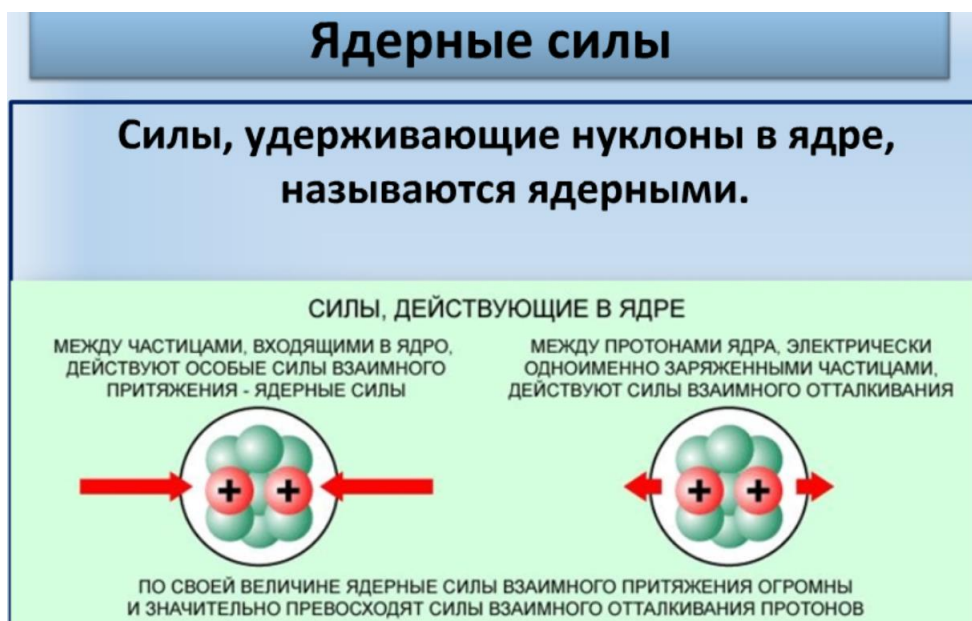 Ядерные силы
Силы, удерживающие нуклоны в ядре,
называются ядерными.
СИЛЫ, ДЕЙСТВУЮЩИЕ В ЯДРЕ
МЕЖДУ ЧАСТИЦАМИ, ВХОДЯЩИМИ В ЯДРО,
ДЕЙСТВУЮТ ОСОБЫЕ СИЛЫ ВЗАИМНОГО
ПРИТЯЖЕНИЯ - ЯДЕРНЫЕ СИЛЫ
МЕЖДУ ПРОТОНАМИ ЯДРА, ЭЛЕКТРИЧЕСКИ
ОДНОИМЕННО ЗАРЯЖЕННЫМИ ЧАСТИЦАМИ,
ДЕЙСТВУЮТ СИЛЫ ВЗАИМНОГО ОТТАЛКИВАНИЯ
+ +
+ +
ПО СВОЕЙ ВЕЛИЧИНЕ ЯДЕРНЫЕ СИЛЫ ВЗАИМНОГО ПРИТЯЖЕНИЯ ОГРОМНЫ
И ЗНАЧИТЕЛЬНО ПРЕВОСХОДЯТ СИЛЫ ВЗАИМНОГО ОТТАЛКИВАНИЯ ПРОТОНОВ